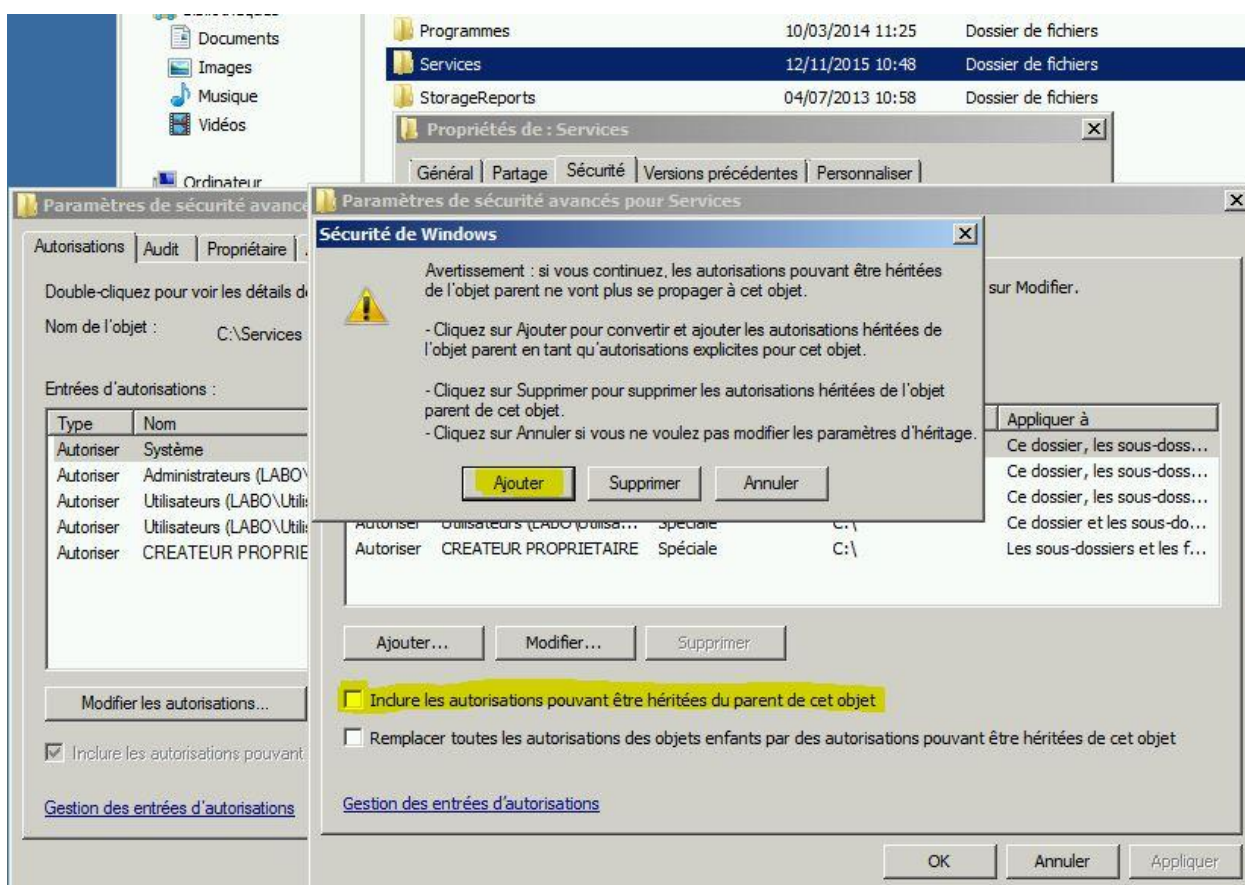 Documents
Images
Musique
Vidéos
Ordinateur
Programmes 10/03/2014 11:25 Dossier de fichiers
Services 12/11/2015 10:48 Dossier de fichiers
StorageReports 04/07/2013 10:58 Dossier de fichiers
Propriétés de : Services
Général Partage Sécurité Versions précédentes Personnaliser
Paramètres de sécurité avancé
Autorisations Audit Propriétaire
Double-cliquez pour voir les détails
Nom de l'objet : C:\Services
Entrées d'autorisations :
Type Nom
Autoriser Système
Autoriser Administrateurs (LABO\
Autoriser Utilisateurs (LABO\Utili
Autoriser Utilisateurs (LABO\Utili
Autoriser CREATEUR PROPRIE
Modifier les autorisations...
Inclure les autorisations pouvant
Gestion des entrées d'autorisations
Paramètres de sécurité avancés pour Services
sur Modifier.
Sécurité de Windows
Avertissement : si vous continuez, les autorisations pouvant être héritées
de l'objet parent ne vont plus se propager à cet objet.
- Cliquez sur Ajouter pour convertir et ajouter les autorisations héritées de
l'objet parent en tant qu'autorisations explicites pour cet objet.
- Cliquez sur Supprimer pour supprimer les autorisations héritées de l'objet
parent de cet objet.
- Cliquez sur Annuler si vous ne voulez pas modifier les paramètres d'héritage.
Ajouter Supprimer Annuler
Appliquer à
Ce dossier, les sous-doss...
Ce dossier, les sous-doss...
Ce dossier, les sous-doss...
Autoriser Utilisateurs (LABO\Utilisa... Spéciale C:\ Ce dossier et les sous-do...
Autoriser CREATEUR PROPRIETAIRE Spéciale C:\ Les sous-dossiers et les f...
Ajouter... Modifier... Supprimer
Inclure les autorisations pouvant être héritées du parent de cet objet
Remplacer toutes les autorisations des objets enfants par des autorisations pouvant être héritées de cet objet
Gestion des entrées d'autorisations
OK Annuler Appliquer